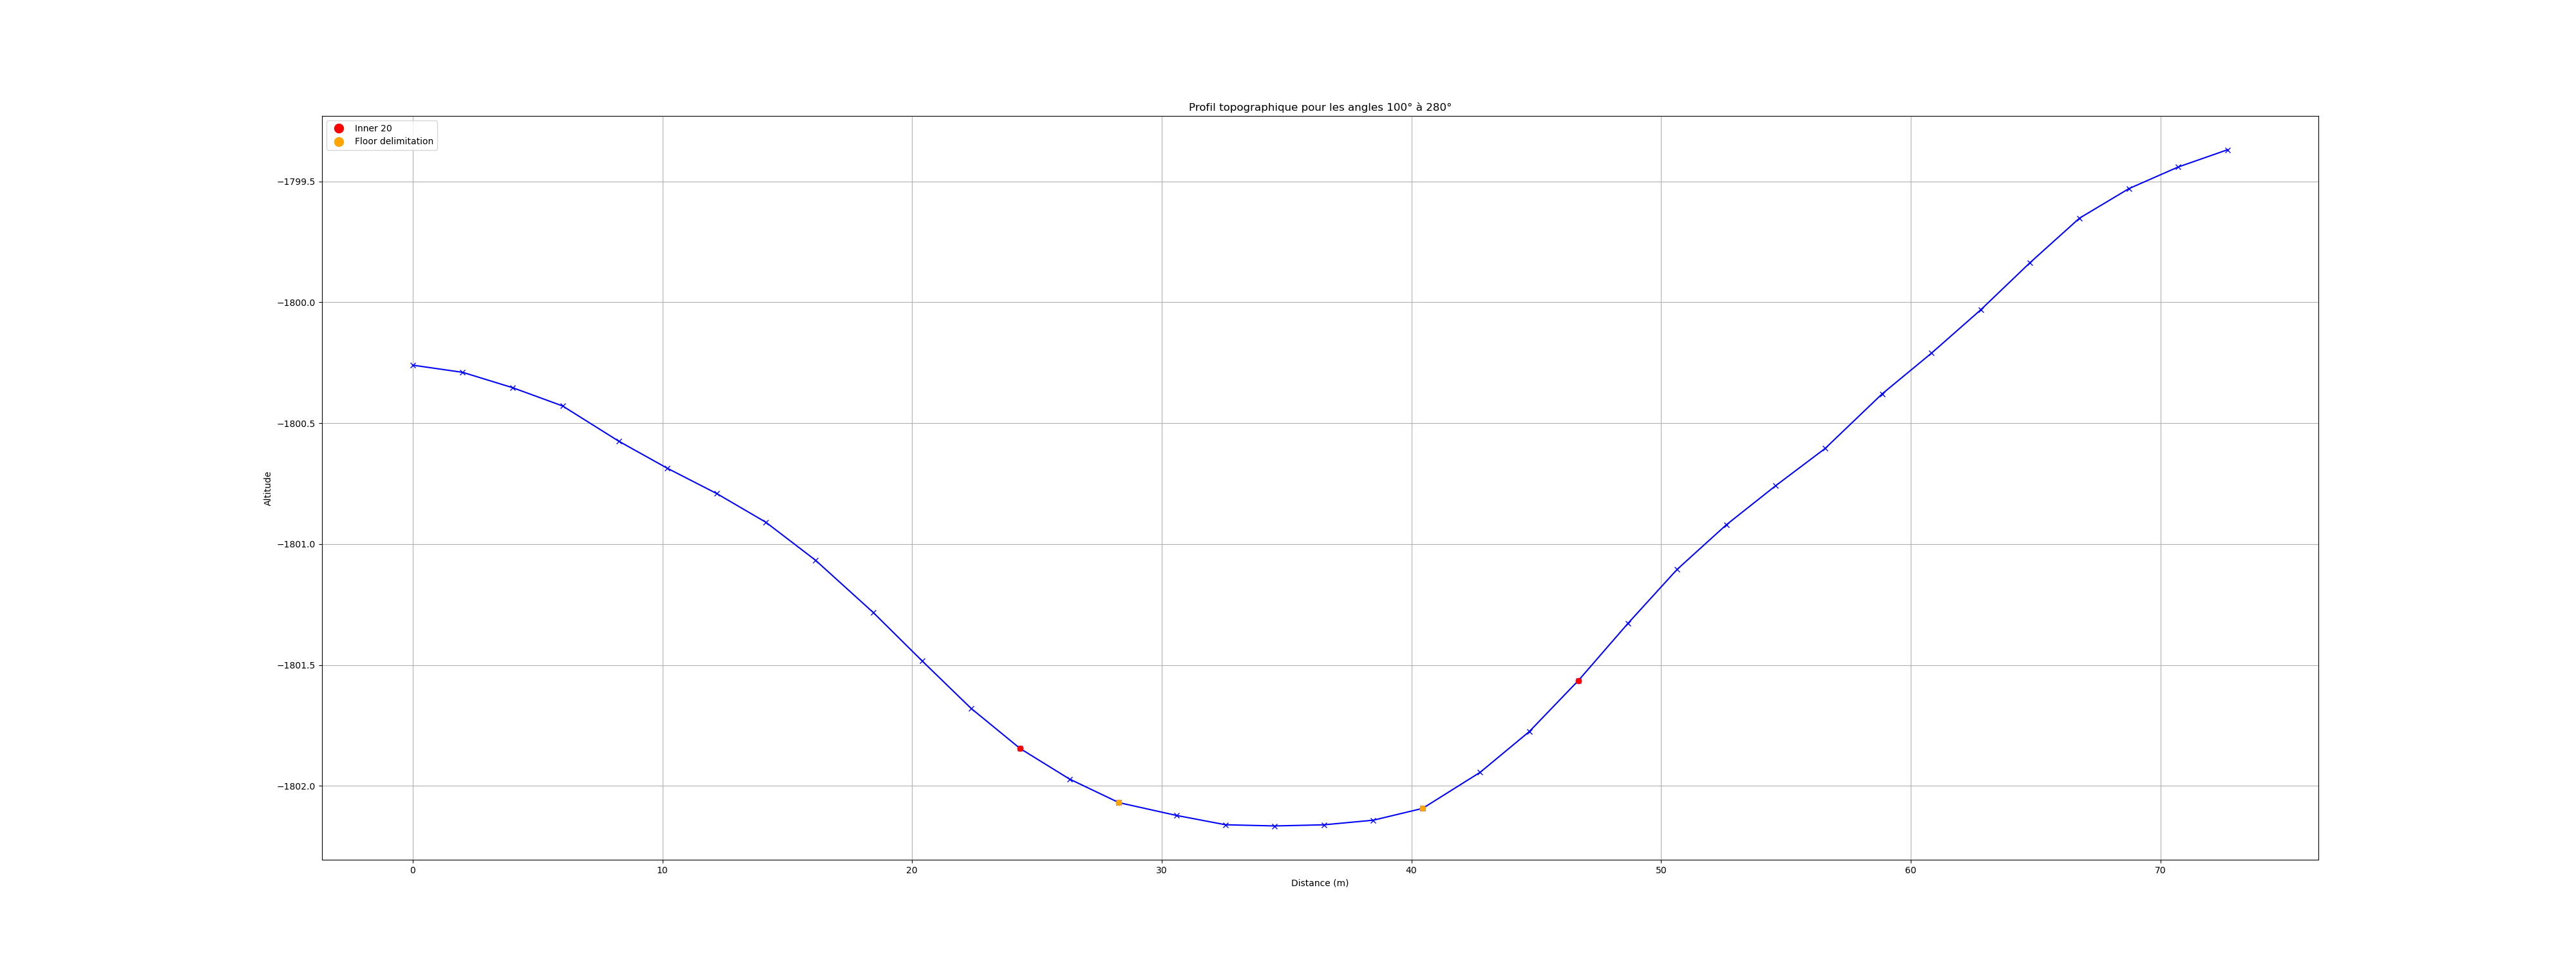 Profil topographique pour les angles 100° à 280°
Inner 20
Floor delimitation
−1799.5
−1800.0
−1800.5
−1801.0
−1801.5
−1802.0
Altitude
0 10 20 30 40 50 60 70
Distance (m)